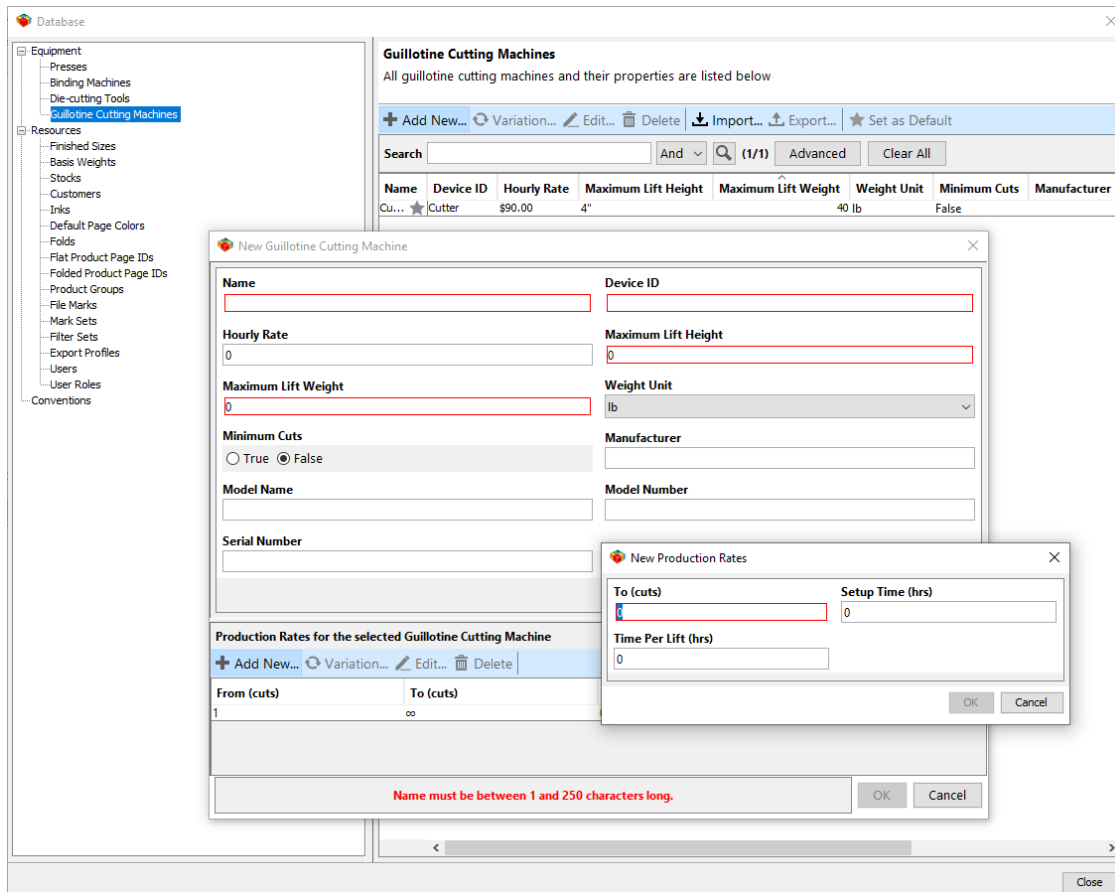 Database
Equipment
Presses
Binding Machines
Die-cutting Tools
Guillotine Cutting Machines
Resources
Finished Sizes
Basis Weights
Stocks
Customers
Inks
Default Page Colors
Folds
Flat Product Page IDs
Folded Product Page IDs
Product Groups
File Marks
Mark Sets
Filter Sets
Export Profiles
Users
User Roles
Conventions
Guillotine Cutting Machines
All guillotine cutting machines and their properties are listed below
Add New... Variation... Edit... Delete Import... Export... Set as Default
Search And (1/1) Advanced Clear All
Name Device ID Hourly Rate Maximum Lift Height Maximum Lift Weight Weight Unit Minimum Cuts Manufacturer
Cu... Cutter $90.00 4" 40 lb False
New Guillotine Cutting Machine
Name Device ID
Hourly Rate Maximum Lift Height
0 0
Maximum Lift Weight Weight Unit
0 lb
Minimum Cuts Manufacturer
True False
Model Name Model Number
Serial Number
Production Rates for the selected Guillotine Cutting Machine
Add New... Variation... Edit... Delete
From (cuts) To (cuts)
1 ∞
Name must be between 1 and 250 characters long.
OK Cancel
New Production Rates
To (cuts) Setup Time (hrs)
0 0
Time Per Lift (hrs)
0
OK Cancel
Close